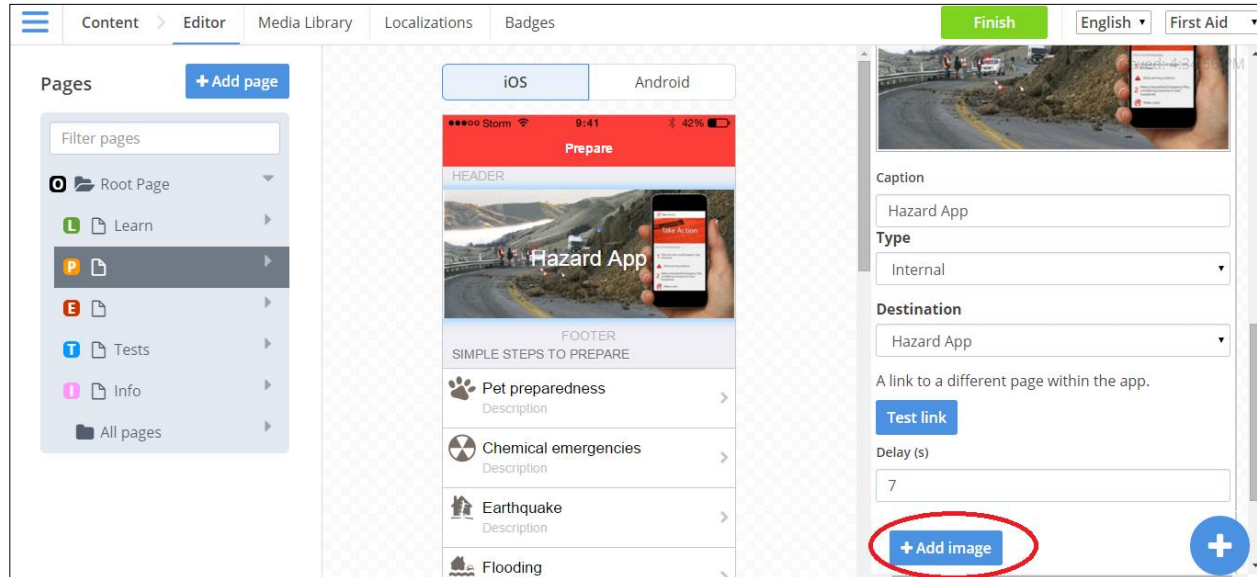 Content
Editor
Media Library
Localizations
Badges
Finish
English
First Aid
Pages
+ Add page
Filter pages
O Root Page
L Learn
P
E
T Tests
I Info
All pages
iOS
Android
Storm 9:41 42%
Prepare
HEADER
Take Action
Hazard App
FOOTER
SIMPLE STEPS TO PREPARE
Pet preparedness
Description
Chemical emergencies
Description
Earthquake
Description
Flooding
Caption
Hazard App
Type
Internal
Destination
Hazard App
A link to a different page within the app.
Test link
Delay (s)
7
+ Add image
+